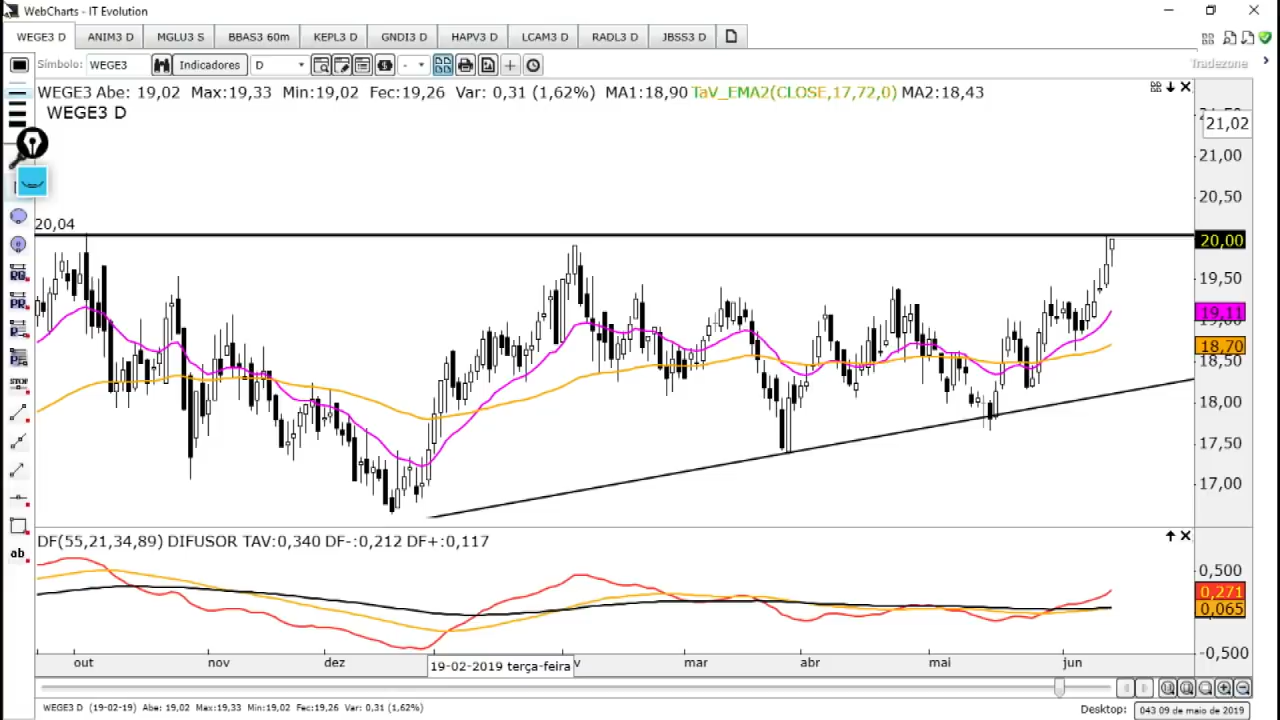 WebCharts - IT Evolution
WEGE3 D ANIM3 D MGLU3 S BBAS3 60m KEPL3 D GNDI3 D HAPV3 D LCAM3 D RADL3 D JBSS3 D
Símbolo: WEGE3 Indicadores D - Tradezone
WEGE3 Abe: 19,02 Max:19,33 Min:19,02 Fec:19,26 Var: 0,31 (1,62%) MA1:18,90 TaV_EMA2(CLOSE,17,72,0) MA2:18,43
WEGE3 D
21,02
21,00
20,50
20,04
20,00
19,50
19,11
19,00
18,70
18,50
18,00
17,50
17,00
RG
PR
STOP
ab
DF(55,21,34,89) DIFUSOR TAV:0,340 DF-:0,212 DF+:0,117
0,500
0,271
0,065
-0,500
out nov dez 19-02-2019 terça-feira v mar abr mai jun
WEGE3 D (19-02-19) Abe: 19,02 Max:19,33 Min:19,02 Fec:19,26 Var: 0,31 (1,62%)
Desktop: 043 09 de maio de 2019